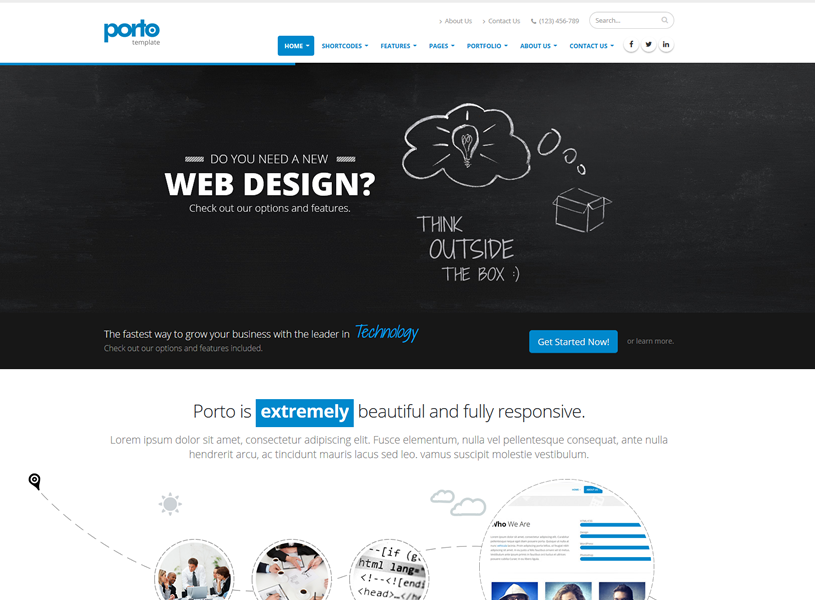 About Us Contact Us (123) 456-789 Search...
porto
template
HOME SHORTCODES FEATURES PAGES PORTFOLIO ABOUT US CONTACT US
DO YOU NEED A NEW
WEB DESIGN?
Check out our options and features.
THINK
OUTSIDE
THE BOX :)
The fastest way to grow your business with the leader in Technology
Check out our options and features included.
Get Started Now! or learn more.
Porto is extremely beautiful and fully responsive.
Lorem ipsum dolor sit amet, consectetur adipiscing elit. Fusce elementum, nulla vel pellentesque consequat, ante nulla
hendrerit arcu, ac tincidunt mauris lacus sed leo. vamus suscipit molestie vestibulum.
Who We Are
<!--[if (g
html lang=
<!--<![endi
<head>